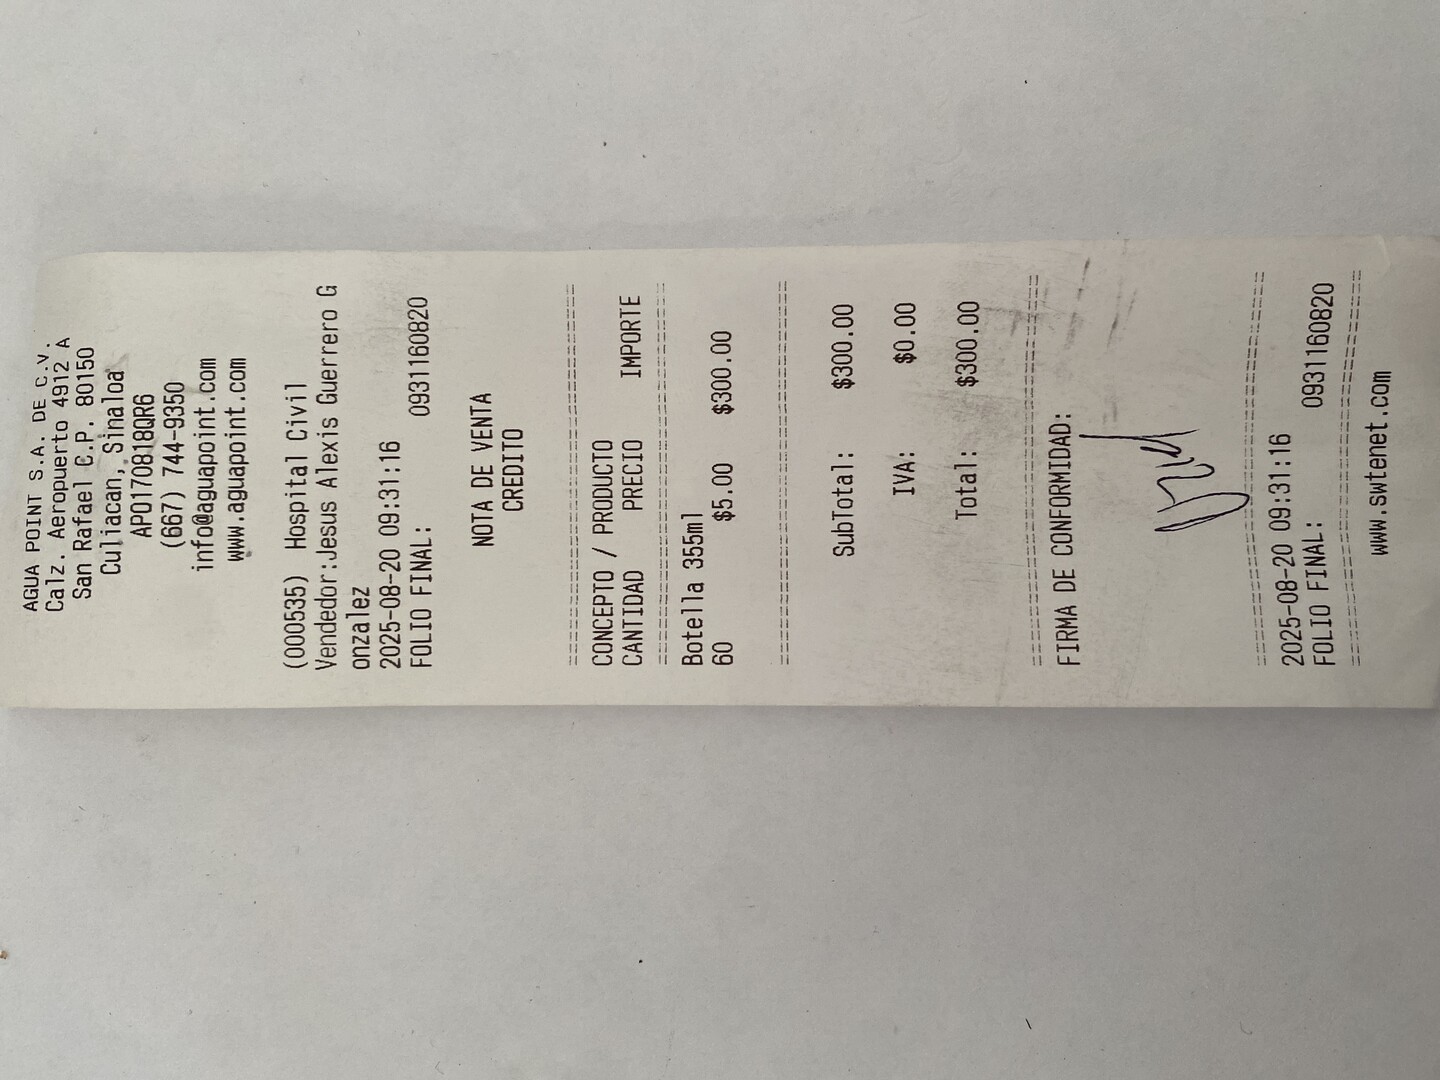 AGUA POINT S.A. DE C.V.
Calz. Aeropuerto 4912 A
San Rafael C.P. 80150
Culiacan, Sinaloa
APO170818QR6
(667) 744-9350
info@aguapoint.com
www.aguapoint.com
(000535) Hospital Civil
Vendedor:Jesus Alexis Guerrero G
onzalez
2025-08-20 09:31:16
FOLIO FINAL: 0931160820
NOTA DE VENTA
CREDITO
CONCEPTO / PRODUCTO
CANTIDAD PRECIO IMPORTE
Botella 355ml
60 $5.00 $300.00
SubTotal: $300.00
IVA: $0.00
Total: $300.00
FIRMA DE CONFORMIDAD:
2025-08-20 09:31:16
FOLIO FINAL: 0931160820
www.swtenet.com